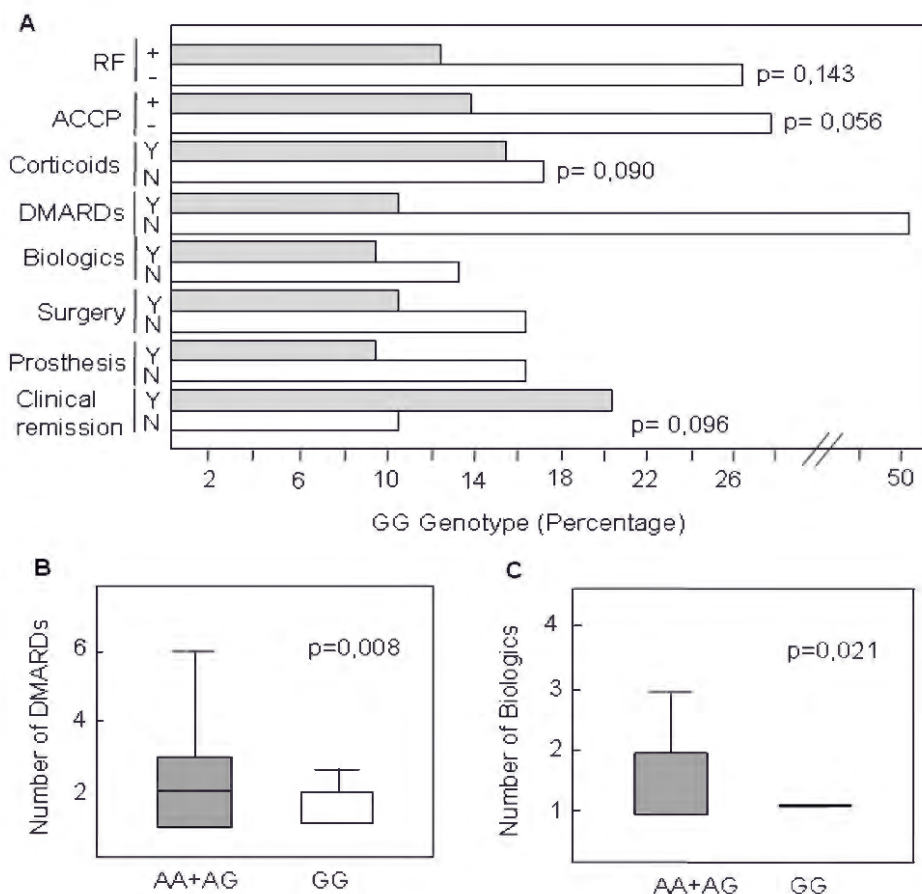 A
RF + -
p= 0,143
ACCP + -
p= 0,056
Corticoids Y N
p= 0,090
DMARDs Y N
Biologics Y N
Surgery Y N
Prosthesis Y N
Clinical remission Y N
p= 0,096
2 6 10 14 18 22 26 50
GG Genotype (Percentage)
B
Number of DMARDs
6
4
2
p=0,008
AA+AG GG
C
Number of Biologics
4
3
2
1
p=0,021
AA+AG GG